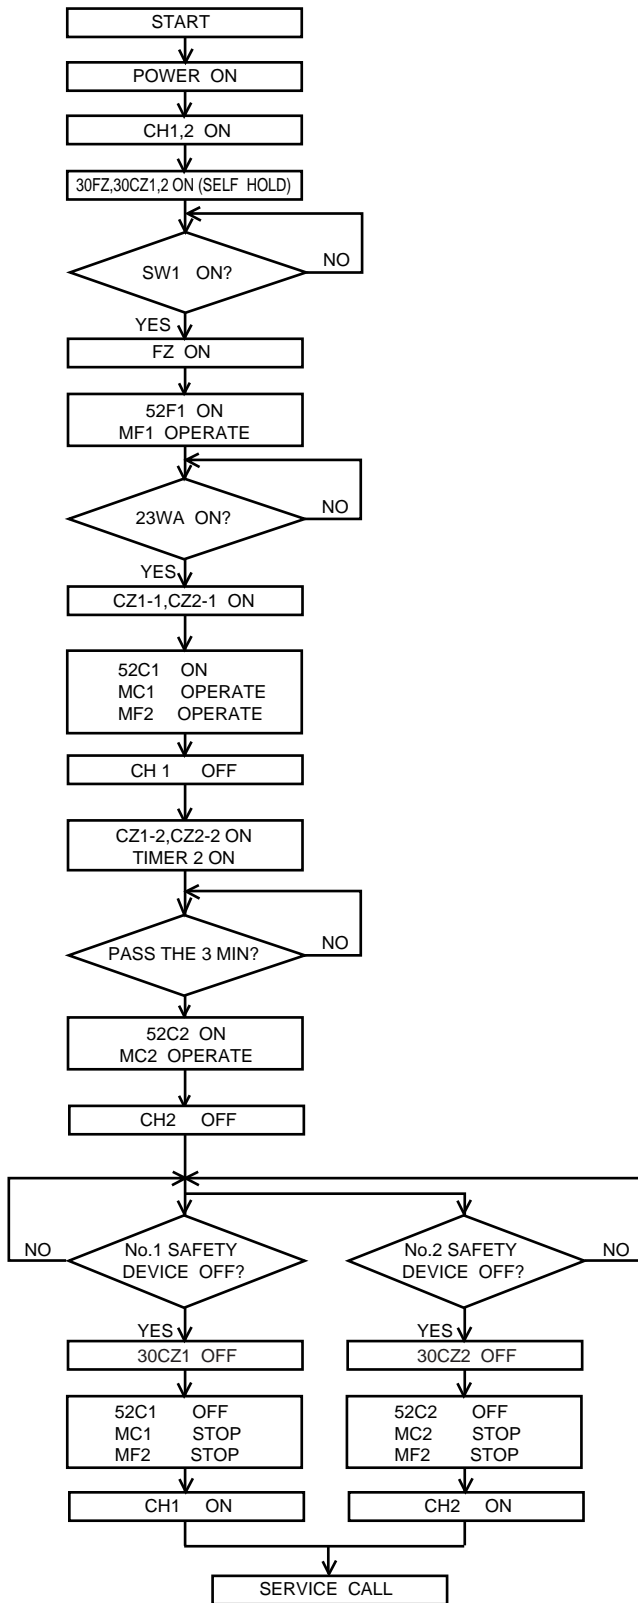 START
POWER ON
CH1,2 ON
30FZ,30CZ1,2 ON (SELF HOLD)
SW1 ON?
NO
YES
FZ ON
52F1 ON
MF1 OPERATE
23WA ON?
NO
YES
CZ1-1,CZ2-1 ON
52C1 ON
MC1 OPERATE
MF2 OPERATE
CH 1 OFF
CZ1-2,CZ2-2 ON
TIMER 2 ON
PASS THE 3 MIN?
NO
52C2 ON
MC2 OPERATE
CH2 OFF
NO
No.1 SAFETY
DEVICE OFF?
YES
30CZ1 OFF
52C1 OFF
MC1 STOP
MF2 STOP
CH1 ON
No.2 SAFETY
DEVICE OFF?
NO
YES
30CZ2 OFF
52C2 OFF
MC2 STOP
MF2 STOP
CH2 ON
SERVICE CALL